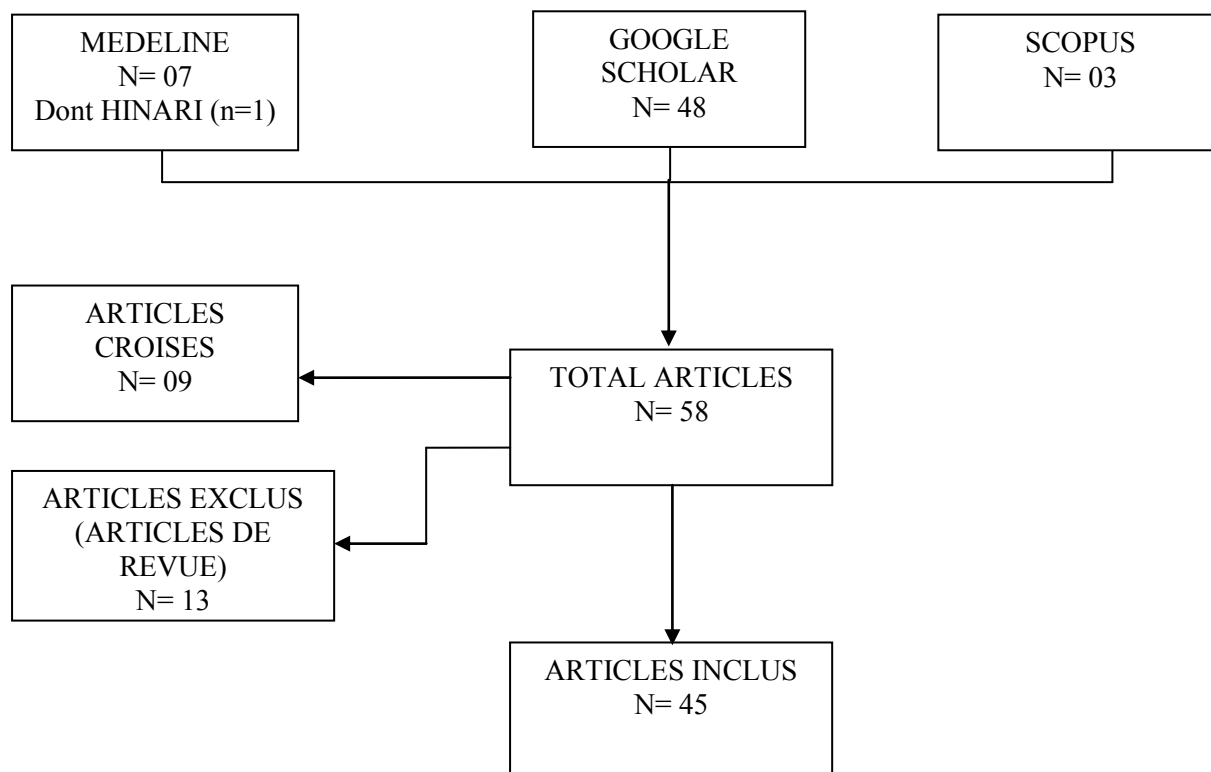 MEDELINE
N= 07
Dont HINARI (n=1)
GOOGLE
SCHOLAR
N= 48
SCOPUS
N= 03
ARTICLES
CROISES
N= 09
TOTAL ARTICLES
N= 58
ARTICLES EXCLUS
(ARTICLES DE
REVUE)
N= 13
ARTICLES INCLUS
N= 45